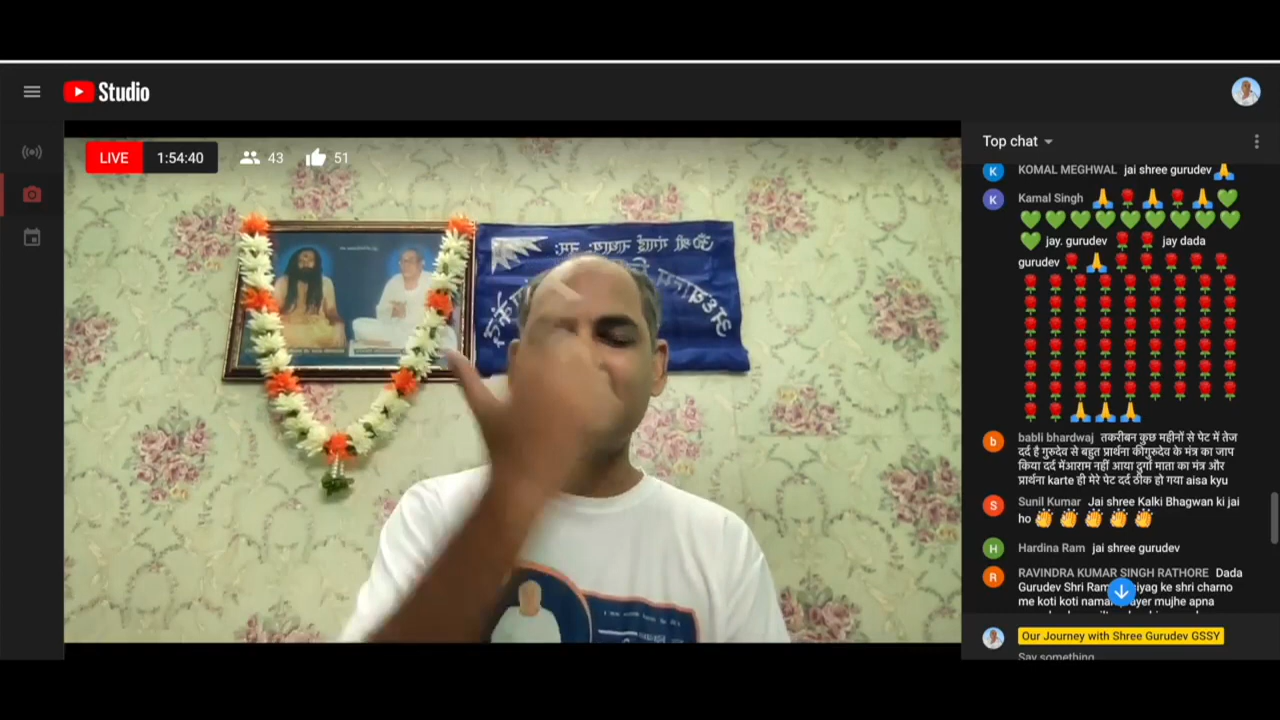 Studio
LIVE 1:54:40 43 51
ॐ श्री गंगाई नाथाय नमः
Top chat
KOMAL MEGHWAL jai shree gurudev 🙏
Kamal Singh 🙏 🌹 🙏 🌹 🙏 💚
💚 💚 💚 💚 💚 💚 💚 💚 💚
💚 jay. gurudev 🌹 🌹 jay dada
gurudev 🌹 🙏 🌹 🌹 🌹 🌹 🌹
🌹 🌹 🌹 🌹 🌹 🌹 🌹 🌹 🌹
🌹 🌹 🌹 🌹 🌹 🌹 🌹 🌹 🌹
🌹 🌹 🌹 🌹 🌹 🌹 🌹 🌹 🌹
🌹 🌹 🌹 🌹 🌹 🌹 🌹 🌹 🌹
🌹 🌹 🌹 🌹 🌹 🌹 🌹 🌹 🌹
🌹 🌹 🌹 🌹 🌹 🌹 🌹 🌹 🌹
🌹 🌹 🙏 🙏 🙏
babli bhardwaj तकरीबन कुछ महीनों से पेट में तेज
दर्द है गुरुदेव से बहुत प्रार्थना कीगुरुदेव के मंत्र का जाप
किया दर्द मेंआराम नहीं आया दुर्गा माता का मंत्र और
प्रार्थना karte ही मेरे पेट दर्द ठीक हो गया aisa kyu
Sunil Kumar Jai shree Kalki Bhagwan ki jai
ho 👏 👏 👏 👏 👏
Hardina Ram jai shree gurudev
RAVINDRA KUMAR SINGH RATHORE Dada
Gurudev Shri Ram siyag ke shri charno
me koti koti naman mujhe apna
Our Journey with Shree Gurudev GSSY
Say something